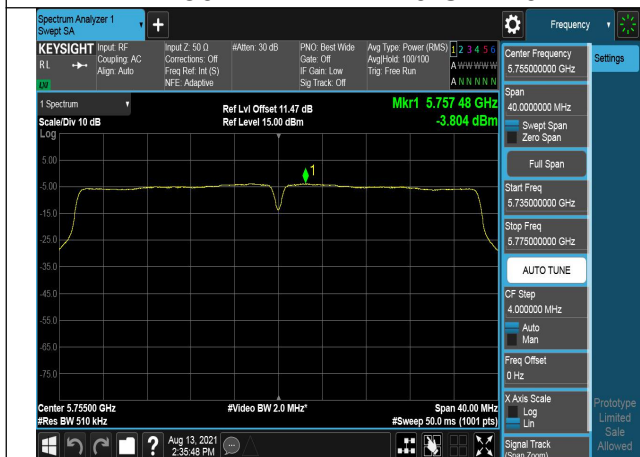 Spectrum Analyzer 1
Swept SA
+
Frequency
KEYSIGHT
RL
Input: RF
Coupling: AC
Align: Auto
Input Z: 50 Ω
Corrections: Off
Freq Ref: Int (S)
NFE: Adaptive
#Atten: 30 dB
PNO: Best Wide
Gate: Off
IF Gain: Low
Sig Track: Off
Avg Type: Power (RMS)
Avg|Hold: 100/100
Trig: Free Run
1 2 3 4 5 6
A W W W W W
A N N N N N
1 Spectrum
Scale/Div 10 dB
Ref Lvl Offset 11.47 dB
Ref Level 15.00 dBm
Mkr1 5.757 48 GHz
-3.804 dBm
Log
5.00
-5.00
-15.0
-25.0
-35.0
-45.0
-55.0
-65.0
-75.0
1
Center 5.75500 GHz
#Res BW 510 kHz
#Video BW 2.0 MHz*
Span 40.00 MHz
#Sweep 50.0 ms (1001 pts)
Center Frequency
5.755000000 GHz
Span
40.0000000 MHz
Swept Span
Zero Span
Full Span
Start Freq
5.735000000 GHz
Stop Freq
5.775000000 GHz
AUTO TUNE
CF Step
4.000000 MHz
Auto
Man
Freq Offset
0 Hz
X Axis Scale
Log
Lin
Signal Track
(Span Zoom)
Settings
Prototype
Limited
Sale
Allowed
?
Aug 13, 2021
2:35:48 PM